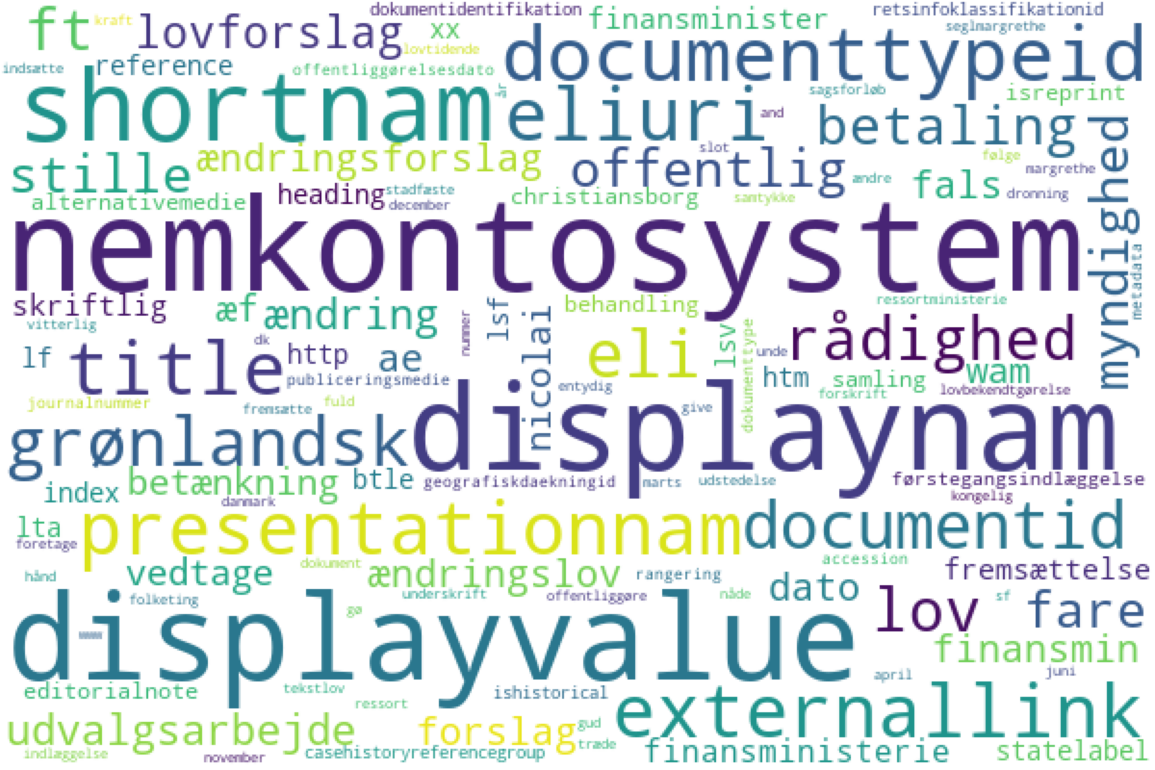 dokumentidentifikation
retsinfoklassifikationid
ft
kraft
lovforslag
xx
finansminister
seglmargrethe
lovtidende
documenttypeid
indsætte
reference
offentliggørelsesdato
shortnam
år
eliuri
and
sagsforløb
isreprint
betaling
myndighed
stille
ændringsforslag
offentlig
slot
følge
margrethe
ændre
fals
dronning
alternativemedie
heading
stadfæste
december
christiansborg
samtykke
nemkontosystem
metadata
skriftlig
æf
ændring
lsf
nicolai
behandling
ressortministerie
vitterlig
nummer
lsv
dokumenttype
rådighed
lf
title
dk
http
ae
eli
unde
htm
samling
wam
publiceringsmedie
entydig
forskrift
lovbekendtgørelse
journalnummer
fremsætte
fuld
give
displaynam
grønlandsk
betænkning
btle
geografiskdaekningid
marts
udstedelse
førstegangsindlæggelse
index
danmark
kongelig
lta
foretage
presentationnam
documentid
hånd
vedtage
dokument
ændringslov
rangering
accession
fremsættelse
dato
folketing
underskrift
offentliggøre
nåde
gø
lov
sf
fare
www
displayvalue
finansmin
april
juni
editorialnote
tekstlov
ishistorical
ressort
externallink
udvalgsarbejde
forslag
gud
træde
indlæggelse
november
casehistoryreferencegroup
finansministerie
statelabel